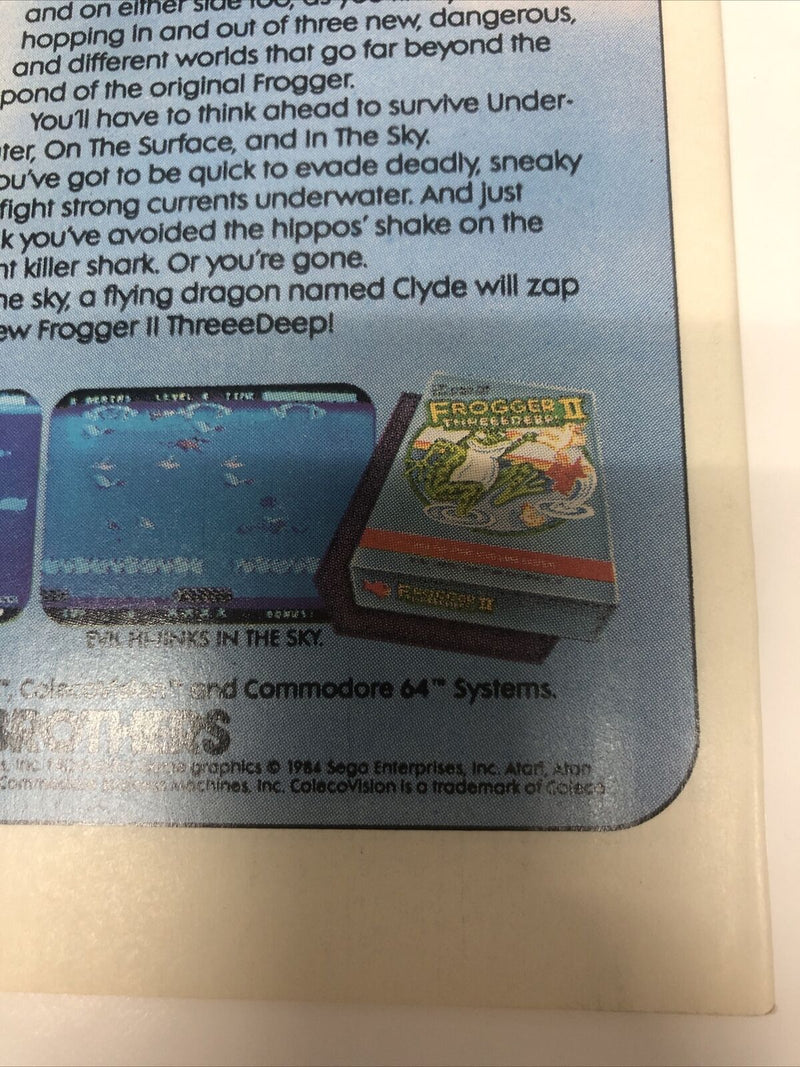 and on either side too,
hopping in and out of three new, dangerous,
and different worlds that go far beyond the
pond of the original Frogger.
You'll have to think ahead to survive Under-
ter, On The Surface, and In The Sky.
ou've got to be quick to evade deadly, sneaky
fight strong currents underwater. And just
k you've avoided the hippos' shake on the
nt killer shark. Or you're gone.
he sky, a flying dragon named Clyde will zap
ew Frogger II ThreeeDeep!
LEVEL TIME
FROGGER II
THREEEDEEP!
FROGGER II
BONUS:
EVIL HI-JINKS IN THE SKY.
ColecoVision™ and Commodore 64™ Systems.
BROTHERS
graphics © 1984 Sega Enterprises, Inc. Atari, Atari
Machines, Inc. ColecoVision is a trademark of Coleco